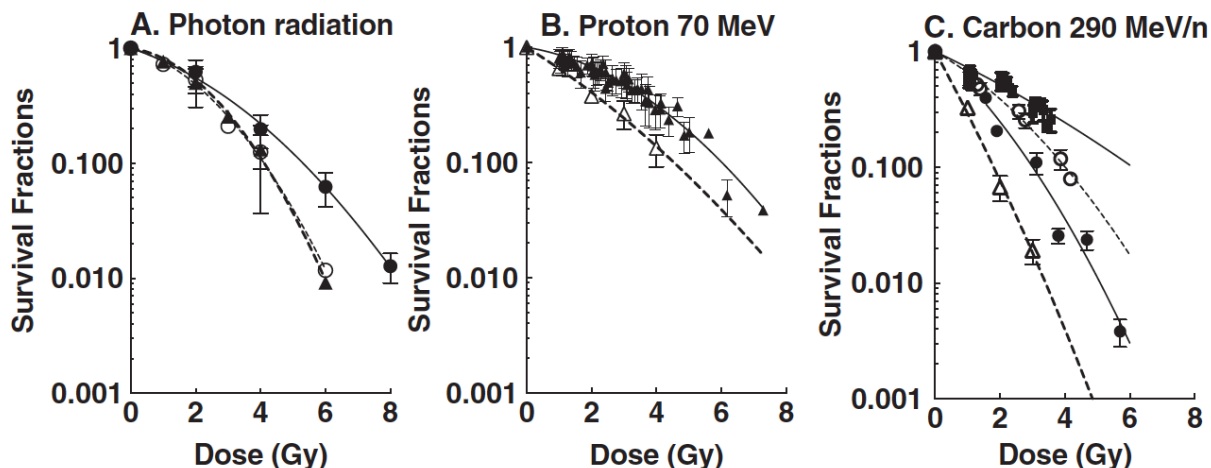 A. Photon radiation
Survival Fractions
1
0.100
0.010
0.001
0 2 4 6 8
Dose (Gy)
B. Proton 70 MeV
Survival Fractions
1
0.100
0.010
0.001
0 2 4 6 8
Dose (Gy)
C. Carbon 290 MeV/n
Survival Fractions
1
0.100
0.010
0.001
0 2 4 6 8
Dose (Gy)